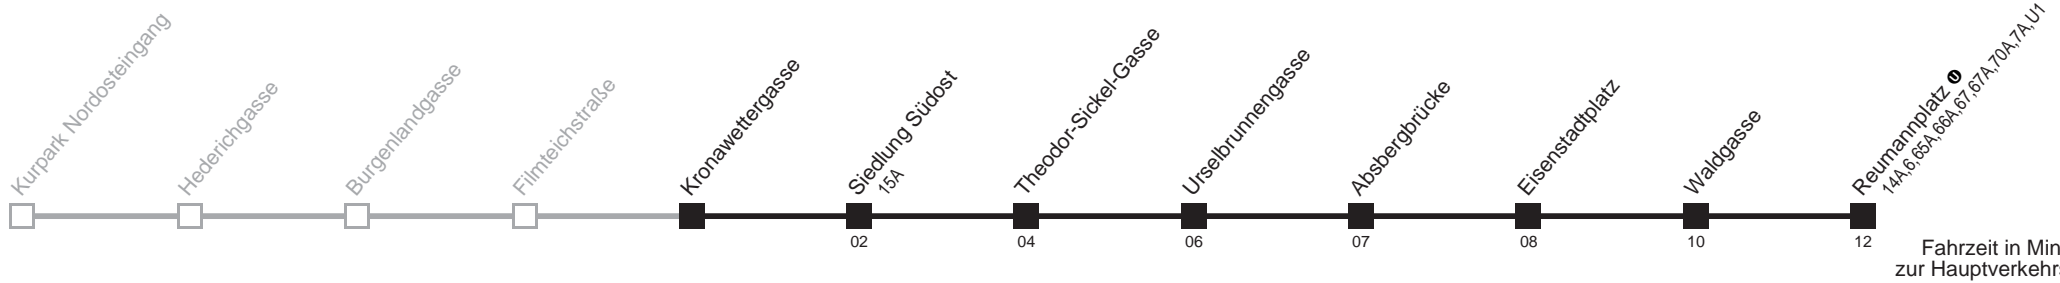 Kurpark Nordosteingang
Hederichgasse
Burgenlandgasse
Filmteichstraße
Kronawettergasse
Siedlung Südost
15A
Theodor-Sickel-Gasse
Urselbrunnengasse
Absbergbrücke
Eisenstadtplatz
Waldgasse
Reumannplatz U
14A,6,65A,66A,67,67A,70A,7A,U1
02
04
06
07
08
10
12
Fahrzeit in Min
zur Hauptverkehrs